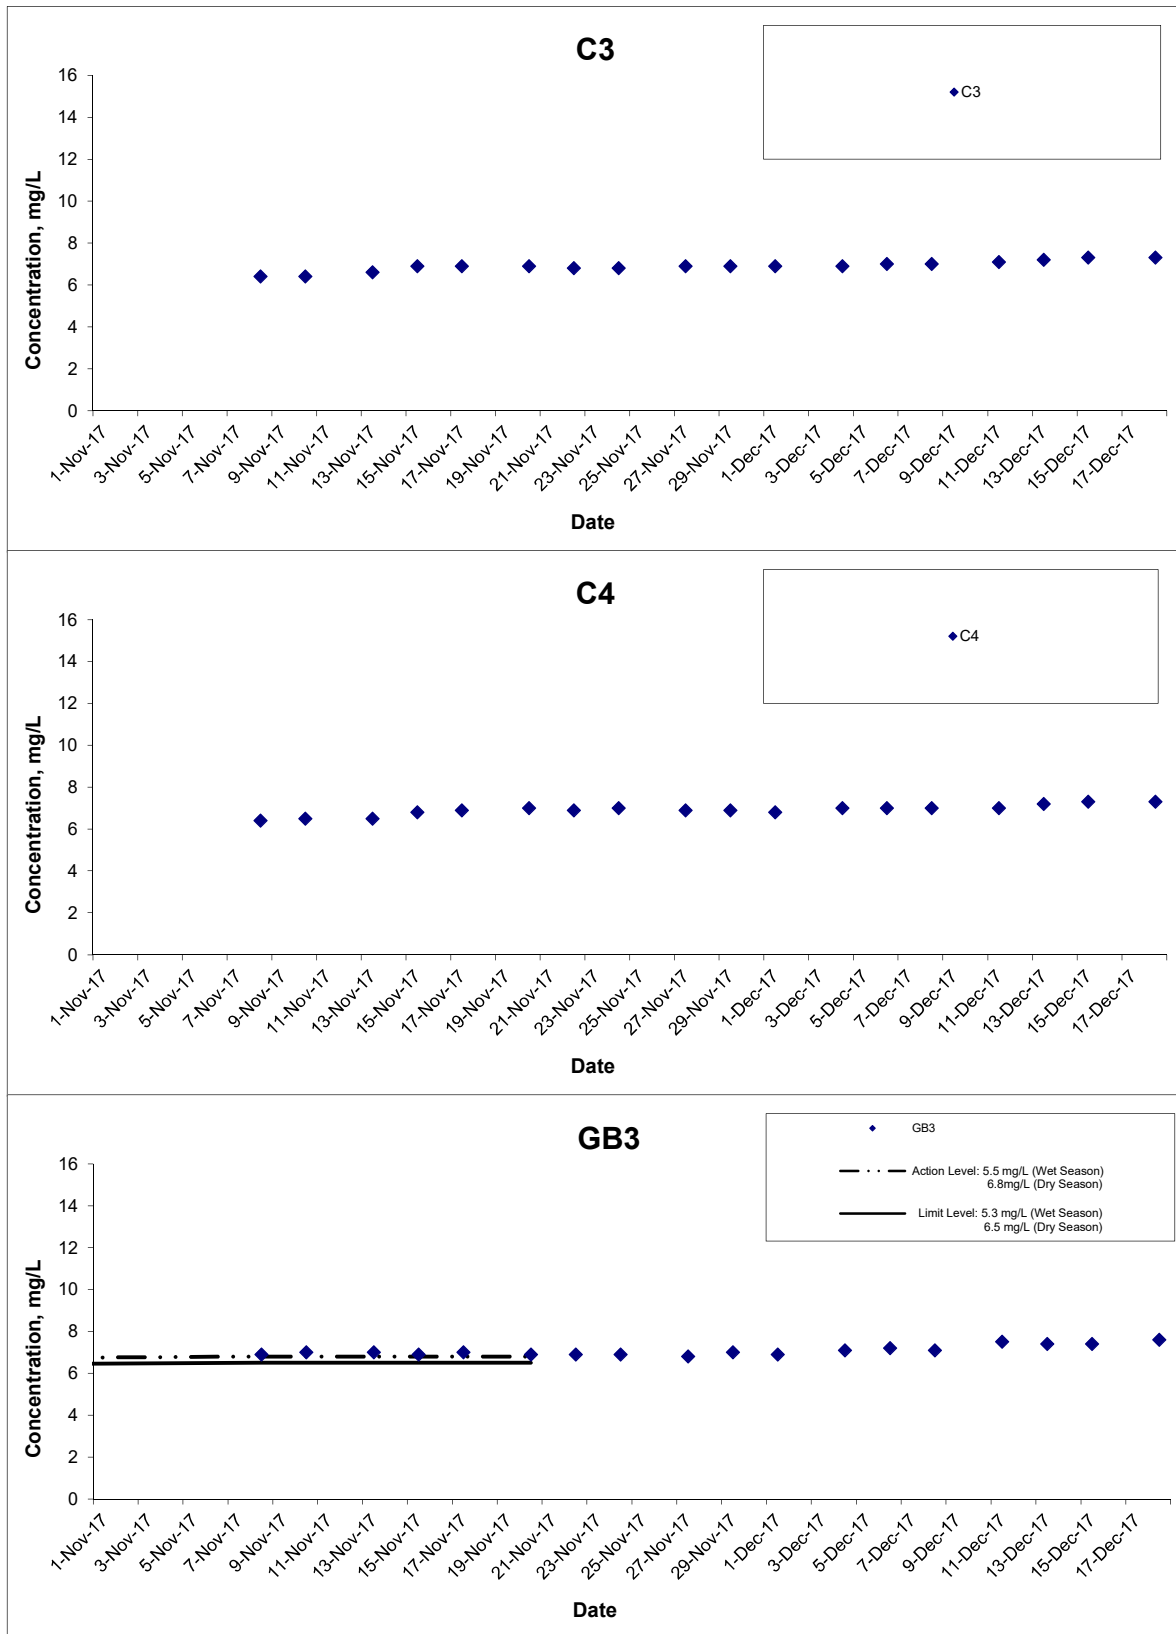 C3
C3
16
14
12
10
8
6
4
2
0
Concentration, mg/L
1-Nov-17
3-Nov-17
5-Nov-17
7-Nov-17
9-Nov-17
11-Nov-17
13-Nov-17
15-Nov-17
17-Nov-17
19-Nov-17
21-Nov-17
23-Nov-17
25-Nov-17
27-Nov-17
29-Nov-17
1-Dec-17
3-Dec-17
5-Dec-17
7-Dec-17
9-Dec-17
11-Dec-17
13-Dec-17
15-Dec-17
17-Dec-17
Date
C4
C4
16
14
12
10
8
6
4
2
0
Concentration, mg/L
1-Nov-17
3-Nov-17
5-Nov-17
7-Nov-17
9-Nov-17
11-Nov-17
13-Nov-17
15-Nov-17
17-Nov-17
19-Nov-17
21-Nov-17
23-Nov-17
25-Nov-17
27-Nov-17
29-Nov-17
1-Dec-17
3-Dec-17
5-Dec-17
7-Dec-17
9-Dec-17
11-Dec-17
13-Dec-17
15-Dec-17
17-Dec-17
Date
GB3
GB3
Action Level: 5.5 mg/L (Wet Season)
6.8mg/L (Dry Season)
Limit Level: 5.3 mg/L (Wet Season)
6.5 mg/L (Dry Season)
16
14
12
10
8
6
4
2
0
Concentration, mg/L
1-Nov-17
3-Nov-17
5-Nov-17
7-Nov-17
9-Nov-17
11-Nov-17
13-Nov-17
15-Nov-17
17-Nov-17
19-Nov-17
21-Nov-17
23-Nov-17
25-Nov-17
27-Nov-17
29-Nov-17
1-Dec-17
3-Dec-17
5-Dec-17
7-Dec-17
9-Dec-17
11-Dec-17
13-Dec-17
15-Dec-17
17-Dec-17
Date